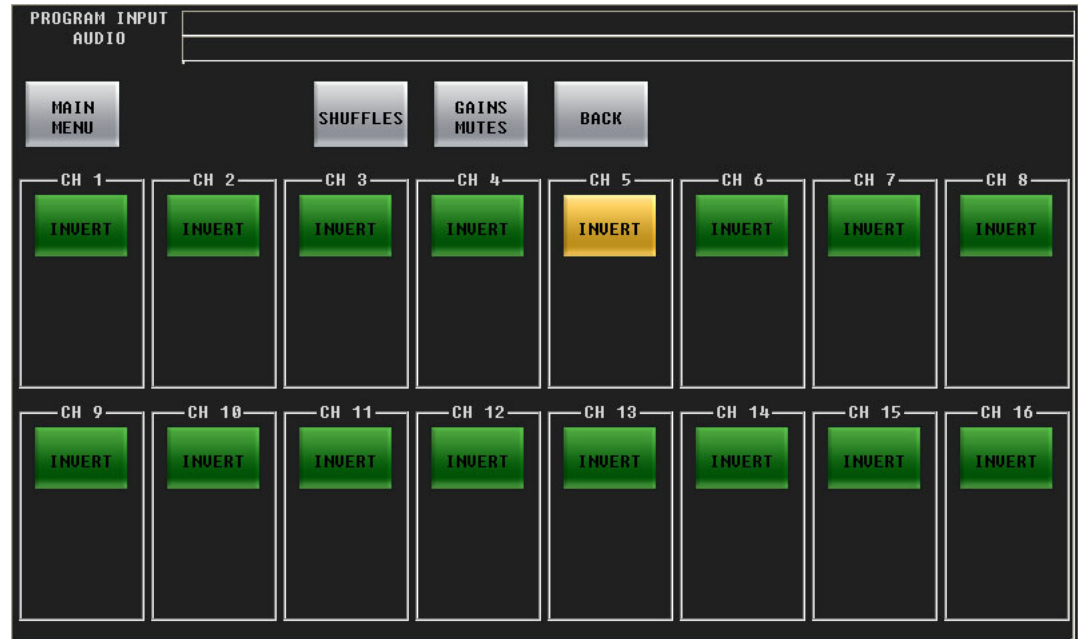 PROGRAM INPUT
AUDIO
MAIN
MENU
SHUFFLES
GAINS
MUTES
BACK
CH 1 CH 2 CH 3 CH 4 CH 5 CH 6 CH 7 CH 8
INVERT INVERT INVERT INVERT INVERT INVERT INVERT INVERT
CH 9 CH 10 CH 11 CH 12 CH 13 CH 14 CH 15 CH 16
INVERT INVERT INVERT INVERT INVERT INVERT INVERT INVERT